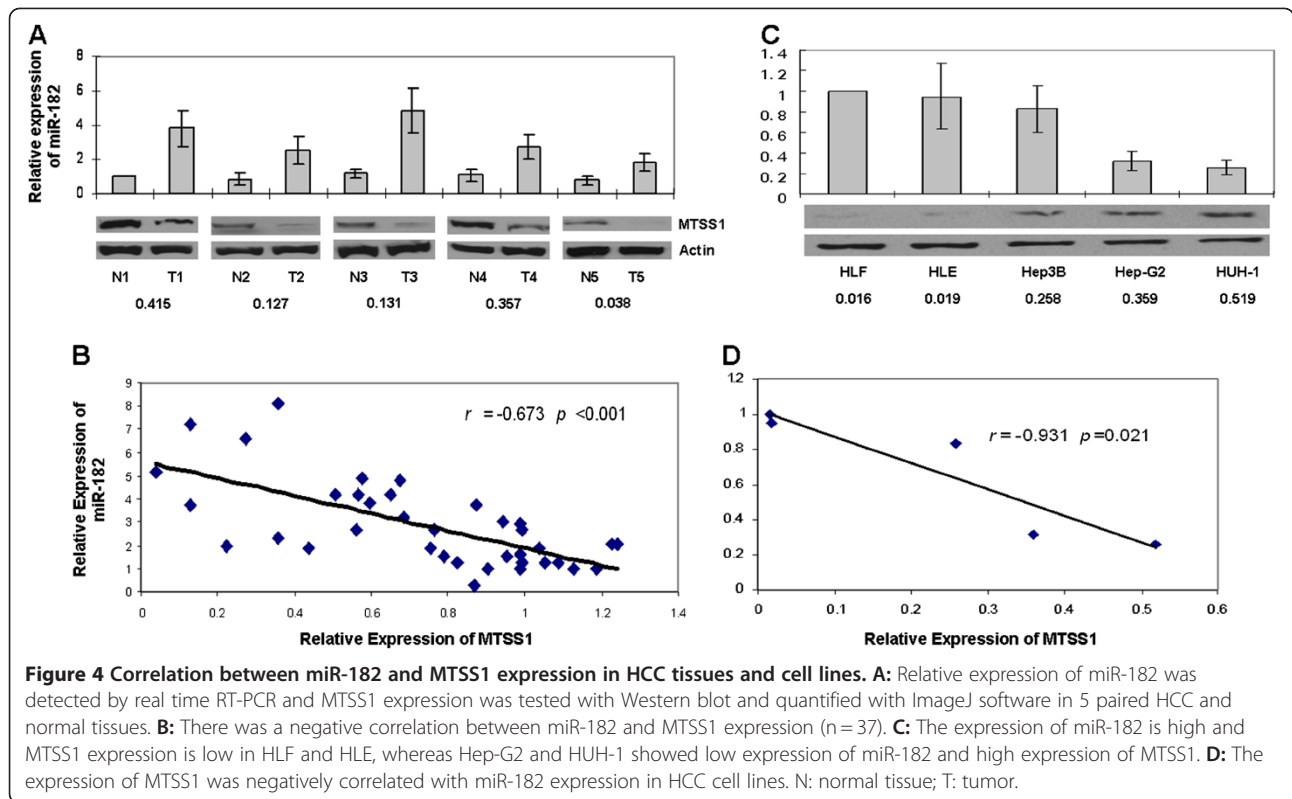 A
Relative expression
of miR-182
8
6
4
2
0
MTSS1
Actin
N1 T1 N2 T2 N3 T3 N4 T4 N5 T5
0.415 0.127 0.131 0.357 0.038
C
1.4
1.2
1
0.8
0.6
0.4
0.2
0
HLF HLE Hep3B Hep-G2 HUH-1
0.016 0.019 0.258 0.359 0.519
B
Relative Expression of
miR-182
9
8
7
6
5
4
3
2
1
0
r = -0.673 p <0.001
0 0.2 0.4 0.6 0.8 1 1.2 1.4
Relative Expression of MTSS1
D
12
1
0.8
0.6
0.4
0.2
0
r = -0.931 p=0.021
0 0.1 0.2 0.3 0.4 0.5 0.6
Relative Expression of MTSS1
Figure 4 Correlation between miR-182 and MTSS1 expression in HCC tissues and cell lines. A: Relative expression of miR-182 was
detected by real time RT-PCR and MTSS1 expression was tested with Western blot and quantified with ImageJ software in 5 paired HCC and
normal tissues. B: There was a negative correlation between miR-182 and MTSS1 expression (n = 37). C: The expression of miR-182 is high and
MTSS1 expression is low in HLF and HLE, whereas Hep-G2 and HUH-1 showed low expression of miR-182 and high expression of MTSS1. D: The
expression of MTSS1 was negatively correlated with miR-182 expression in HCC cell lines. N: normal tissue; T: tumor.